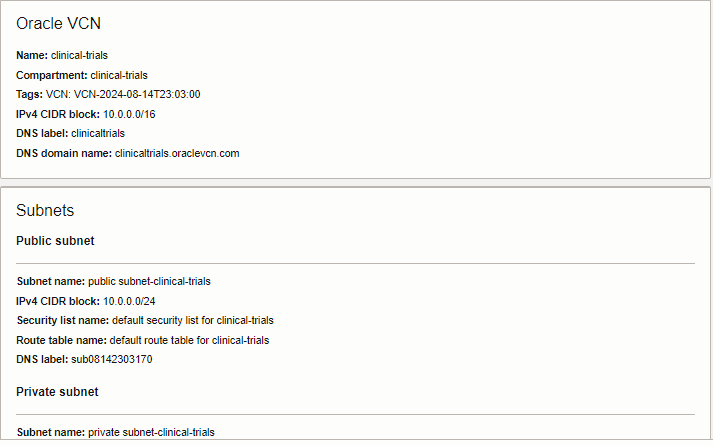 Oracle VCN
Name: clinical-trials
Compartment: clinical-trials
Tags: VCN: VCN-2024-08-14T23:03:00
IPv4 CIDR block: 10.0.0.0/16
DNS label: clinicaltrials
DNS domain name: clinicaltrials.oraclevcn.com
Subnets
Public subnet
Subnet name: public subnet-clinical-trials
IPv4 CIDR block: 10.0.0.0/24
Security list name: default security list for clinical-trials
Route table name: default route table for clinical-trials
DNS label: sub08142303170
Private subnet
Subnet name: private subnet-clinical-trials